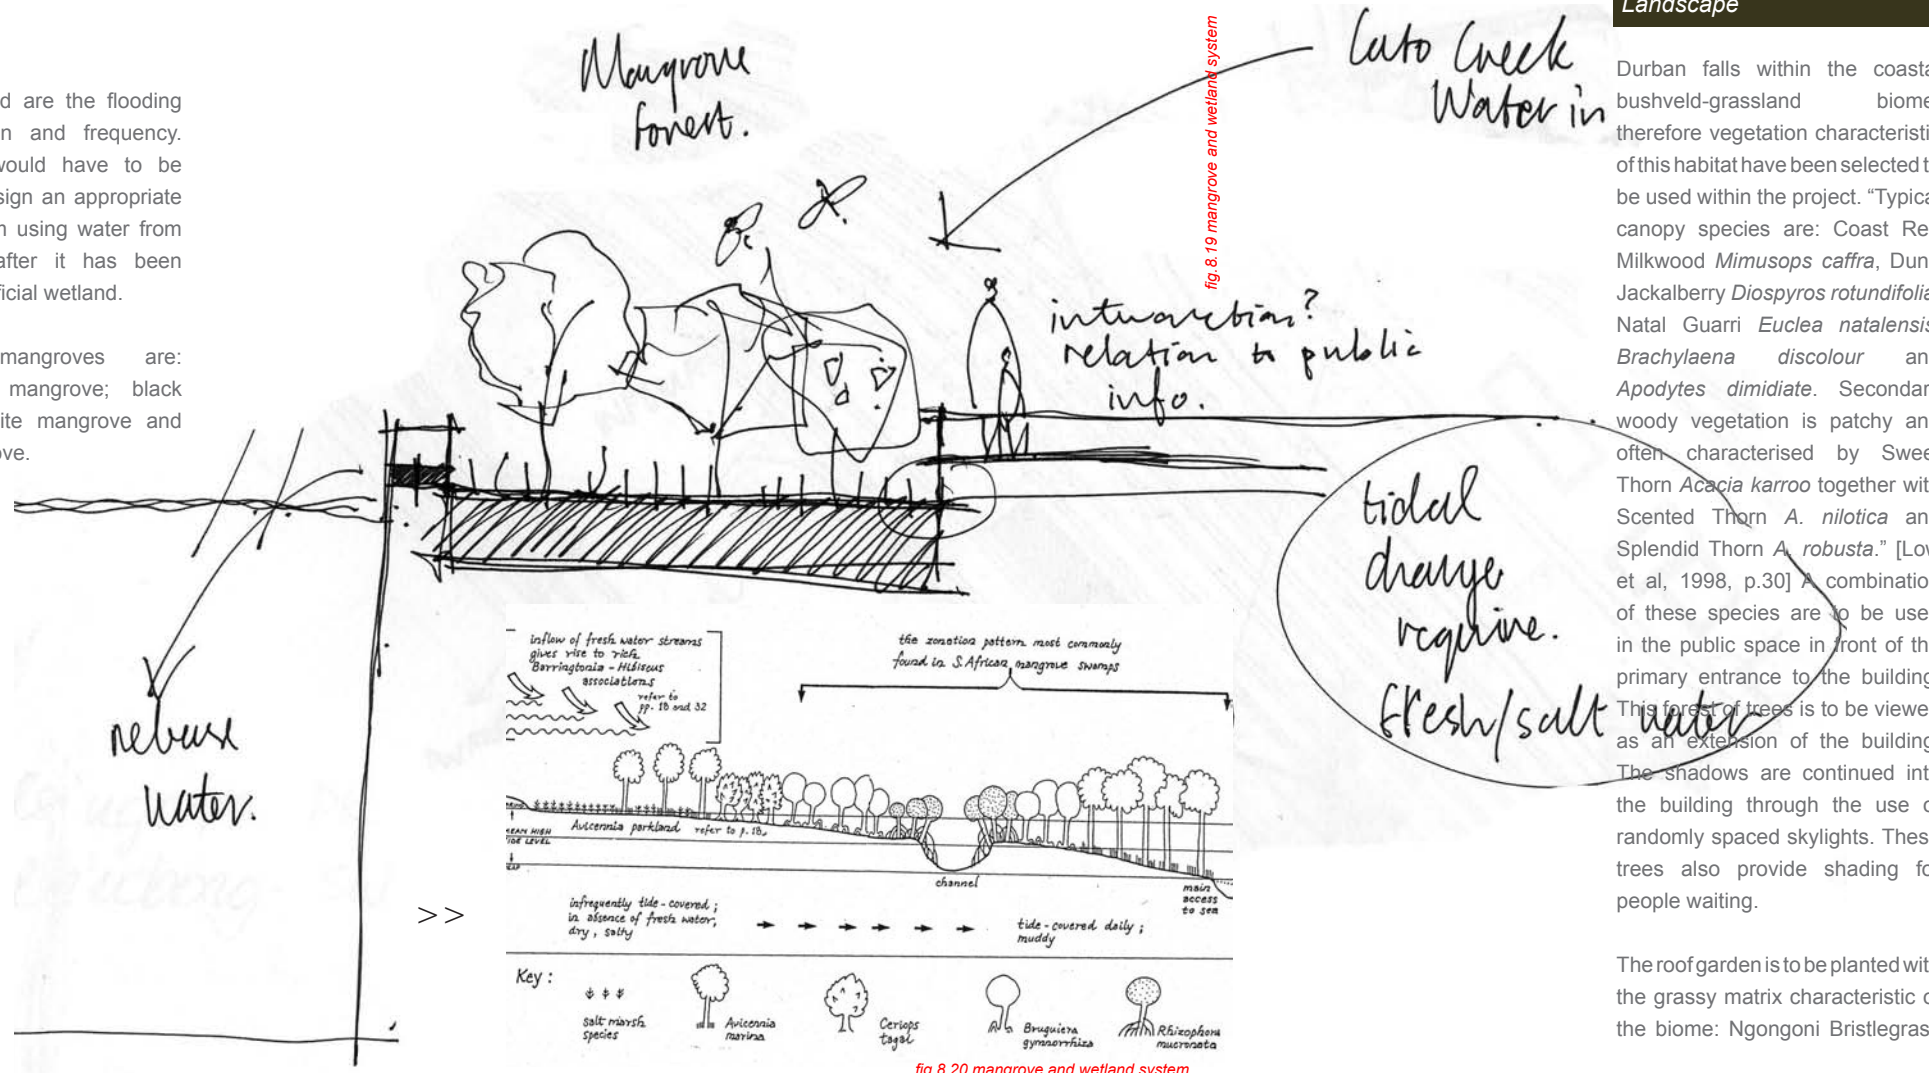 d are the flooding
n and frequency.
would have to be
sign an appropriate
n using water from
after it has been
ficial wetland.
mangroves are:
mangrove; black
ite mangrove and
ove.
Mangrove
forest.
fig.8.19 mangrove and wetland system
Cato Creek
Water in
interaction?
relation to public
info.
tidal
change
require.
fresh/salt water
release
water.
inflow of fresh water streams
gives rise to rich
Barringtonia - Hibiscus
associations
refer to
pp. 18 and 32
the zonation pattern most commonly
found in S. African mangrove swamps
MEAN HIGH
TIDE LEVEL
Avicennia parkland refer to p. 18
channel
main
access
to sea
infrequently tide-covered;
in absence of fresh water,
dry, salty
tide-covered daily;
muddy
>>
Key:
salt marsh
species
Avicennia
marina
Ceriops
tagal
Bruguiera
gymnorrhiza
Rhizophora
mucronata
fig.8.20 mangrove and wetland system
Landscape
Durban falls within the coasta
bushveld-grassland biome
therefore vegetation characteristi
of this habitat have been selected t
be used within the project. “Typica
canopy species are: Coast Re
Milkwood Mimusops caffra, Dun
Jackalberry Diospyros rotundifolia
Natal Guarri Euclea natalensis
Brachylaena discolour an
Apodytes dimidiate. Secondar
woody vegetation is patchy an
often characterised by Swee
Thorn Acacia karroo together wit
Scented Thorn A. nilotica an
Splendid Thorn A. robusta.” [Low
et al, 1998, p.30] A combinatio
of these species are to be use
in the public space in front of th
primary entrance to the building
This forest of trees is to be viewe
as an extension of the building
The shadows are continued int
the building through the use o
randomly spaced skylights. Thes
trees also provide shading fo
people waiting.
The roof garden is to be planted wit
the grassy matrix characteristic o
the biome: Ngongoni Bristlegras